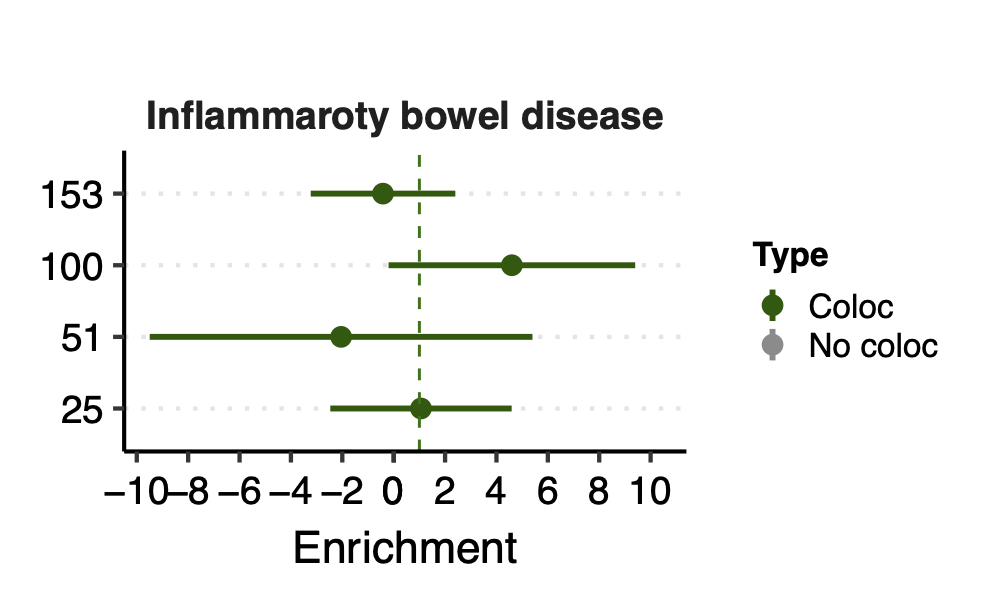 Inflammaroty bowel disease
153
100
51
25
−10 −8 −6 −4 −2 0 2 4 6 8 10
Enrichment
Type
Coloc
No coloc